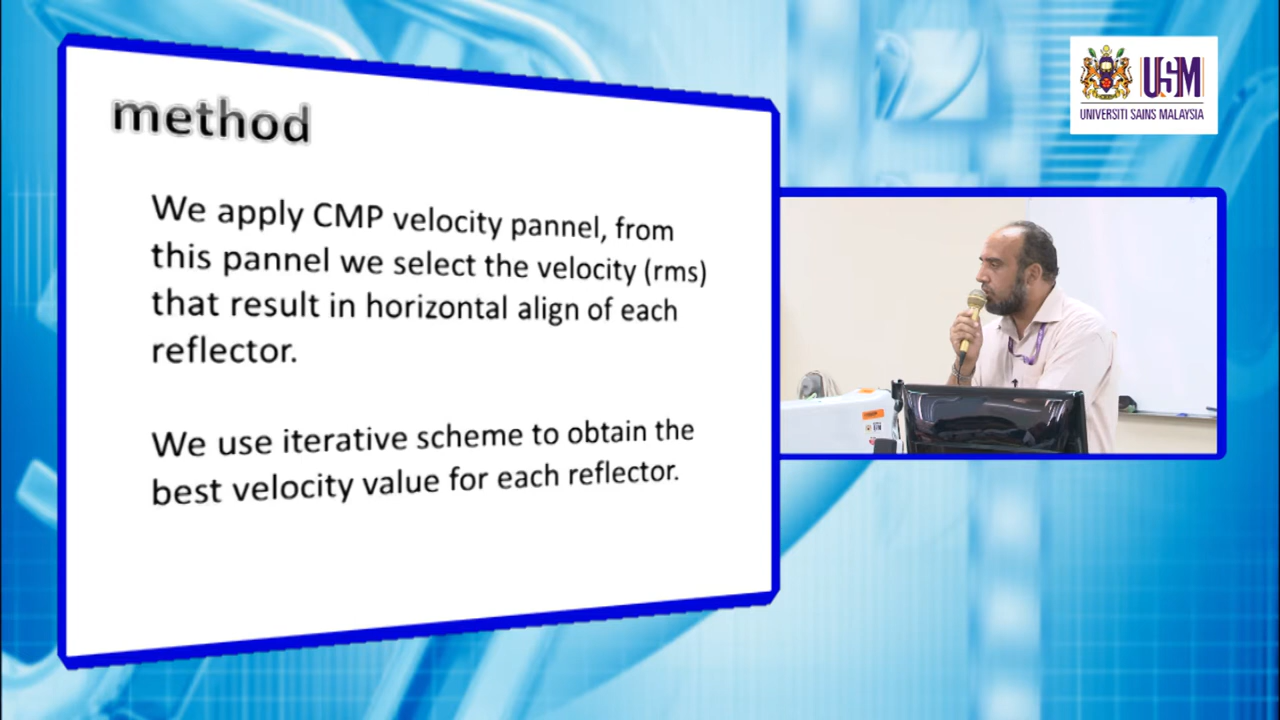 method
We apply CMP velocity pannel, from
this pannel we select the velocity (rms)
that result in horizontal align of each
reflector.
We use iterative scheme to obtain the
best velocity value for each reflector.
USM
UNIVERSITI SAINS MALAYSIA